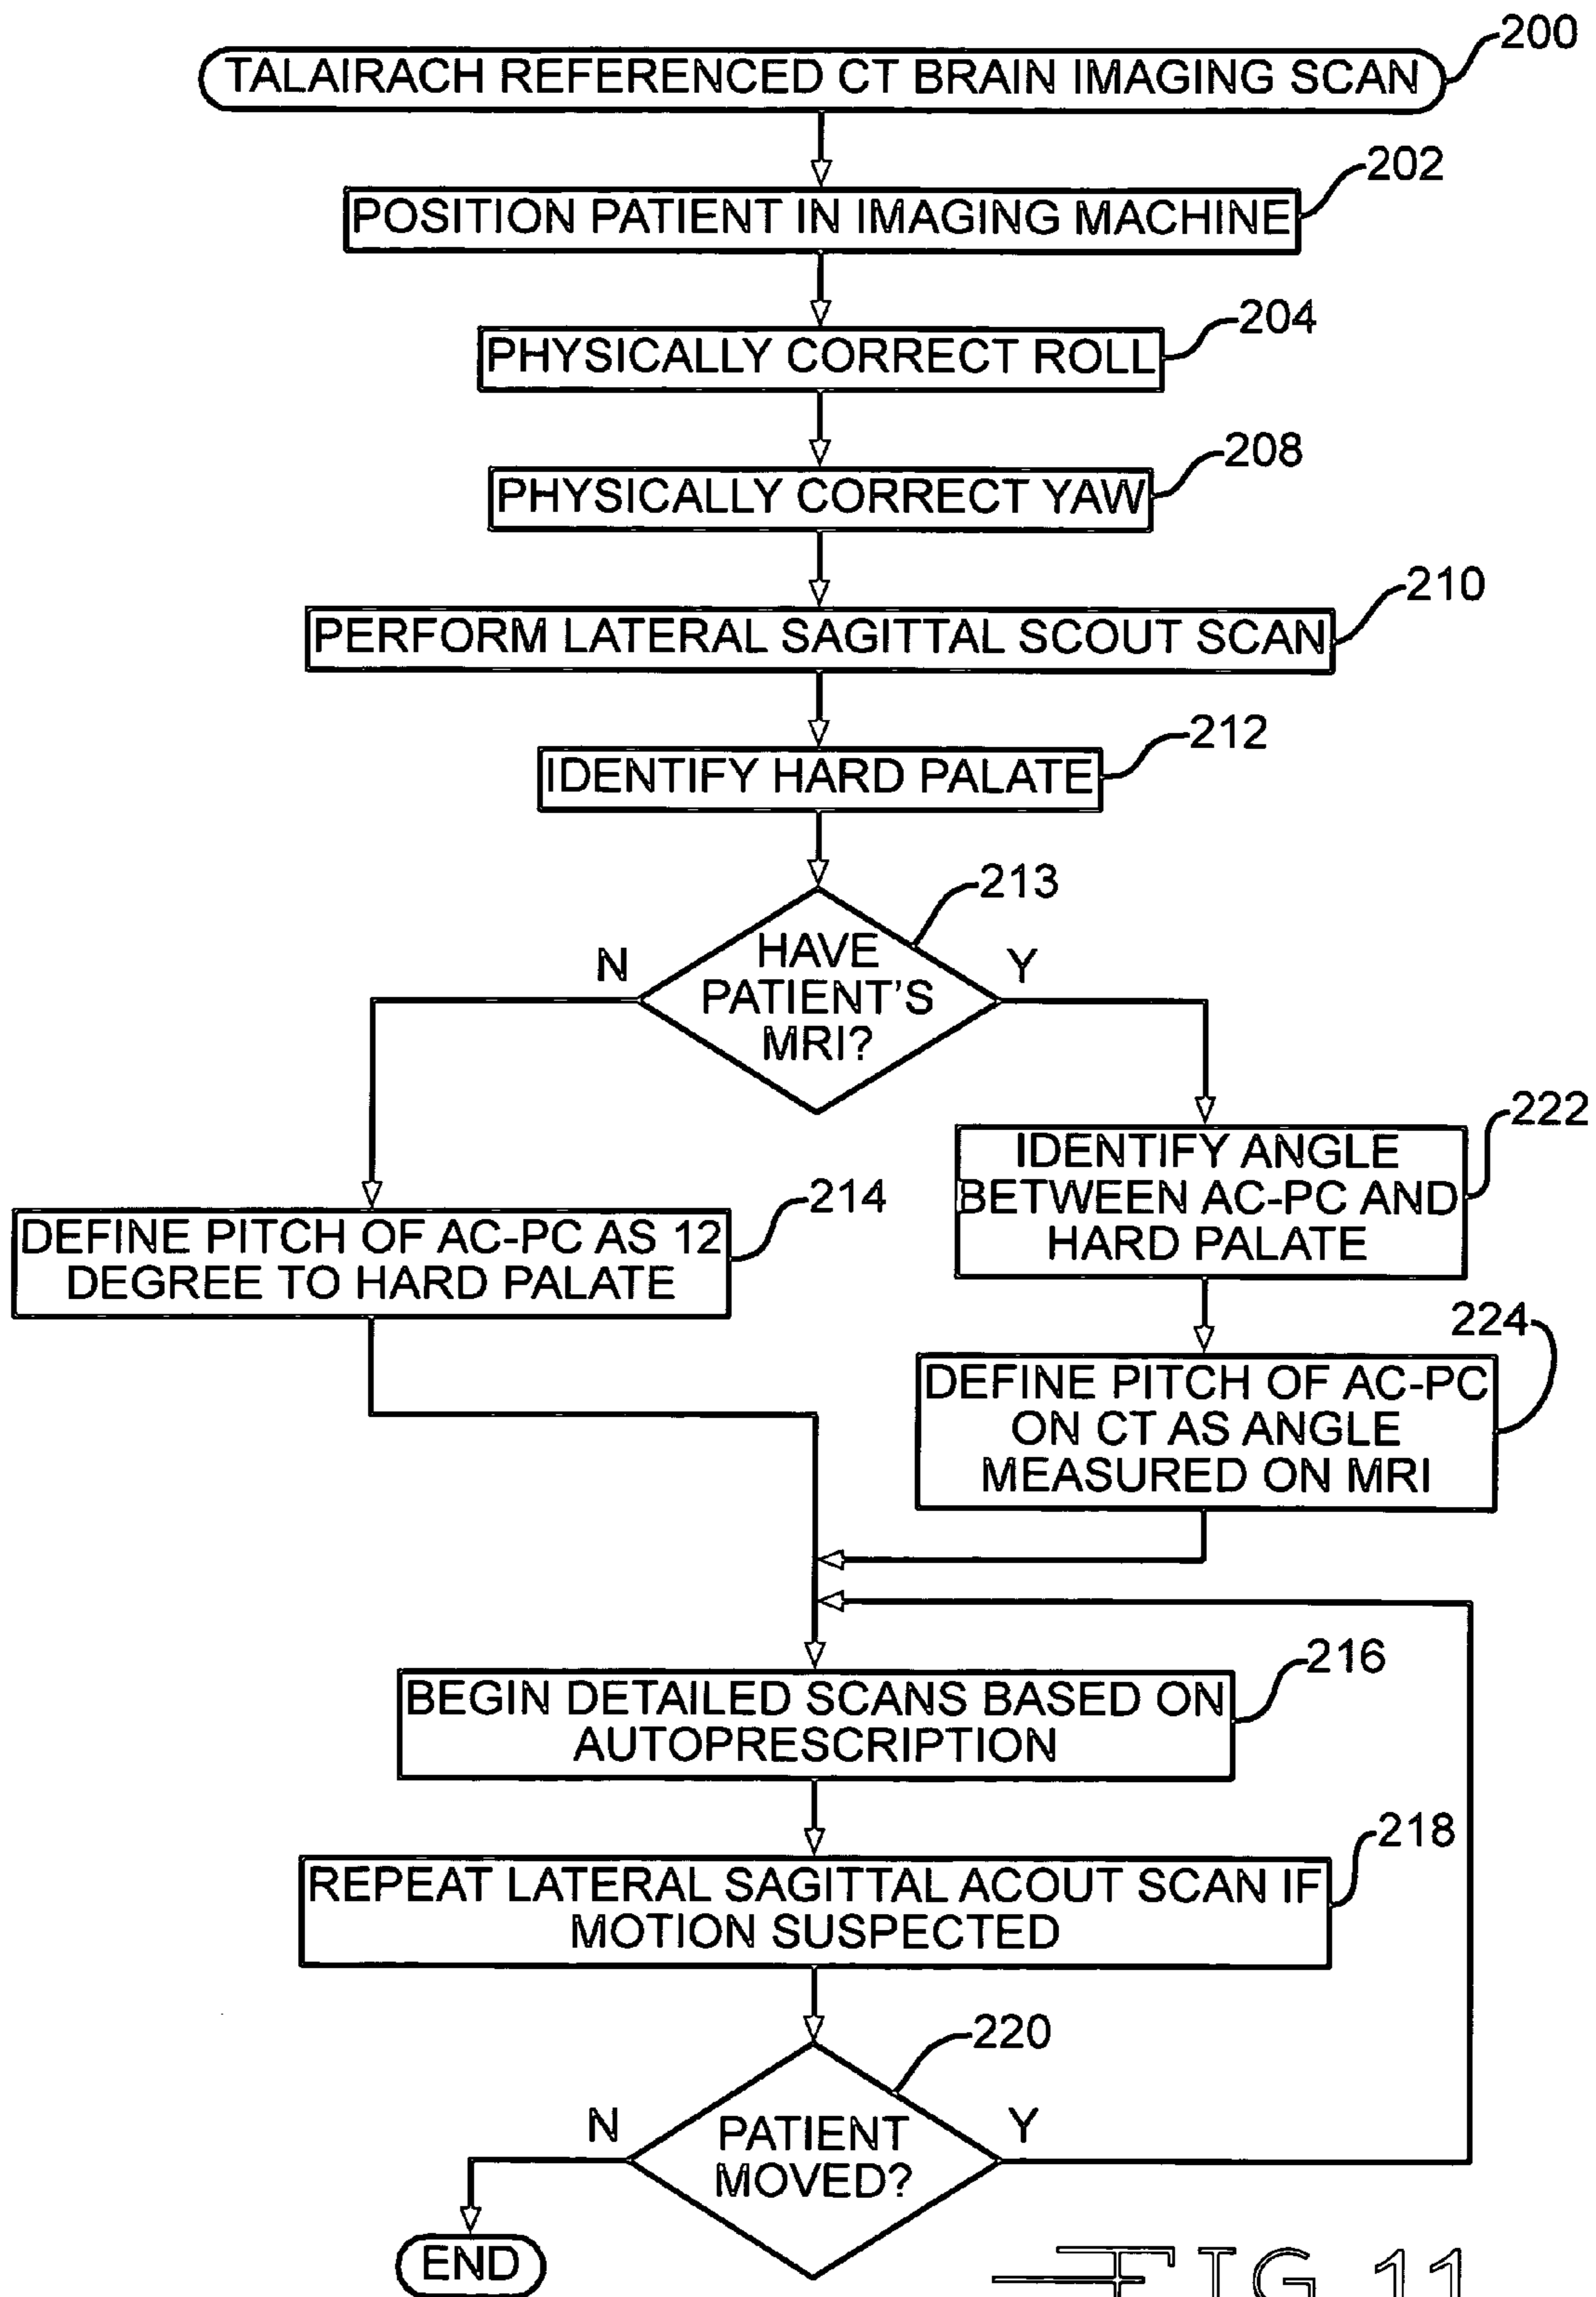 200
TALAIRACH REFERENCED CT BRAIN IMAGING SCAN
202
POSITION PATIENT IN IMAGING MACHINE
204
PHYSICALLY CORRECT ROLL
208
PHYSICALLY CORRECT YAW
210
PERFORM LATERAL SAGITTAL SCOUT SCAN
212
IDENTIFY HARD PALATE
213
N
HAVE
PATIENT'S
MRI?
Y
222
IDENTIFY ANGLE
BETWEEN AC-PC AND
HARD PALATE
214
DEFINE PITCH OF AC-PC AS 12
DEGREE TO HARD PALATE
224
DEFINE PITCH OF AC-PC
ON CT AS ANGLE
MEASURED ON MRI
216
BEGIN DETAILED SCANS BASED ON
AUTOPRESCRIPTION
218
REPEAT LATERAL SAGITTAL ACOUT SCAN IF
MOTION SUSPECTED
220
N
PATIENT
MOVED?
Y
END
FIG 11